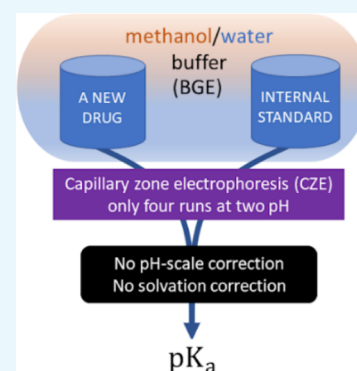 methanol/water
buffer
(BGE)
A NEW
DRUG
INTERNAL
STANDARD
Capillary zone electrophoresis (CZE)
only four runs at two pH
No pH-scale correction
No solvation correction
pKa